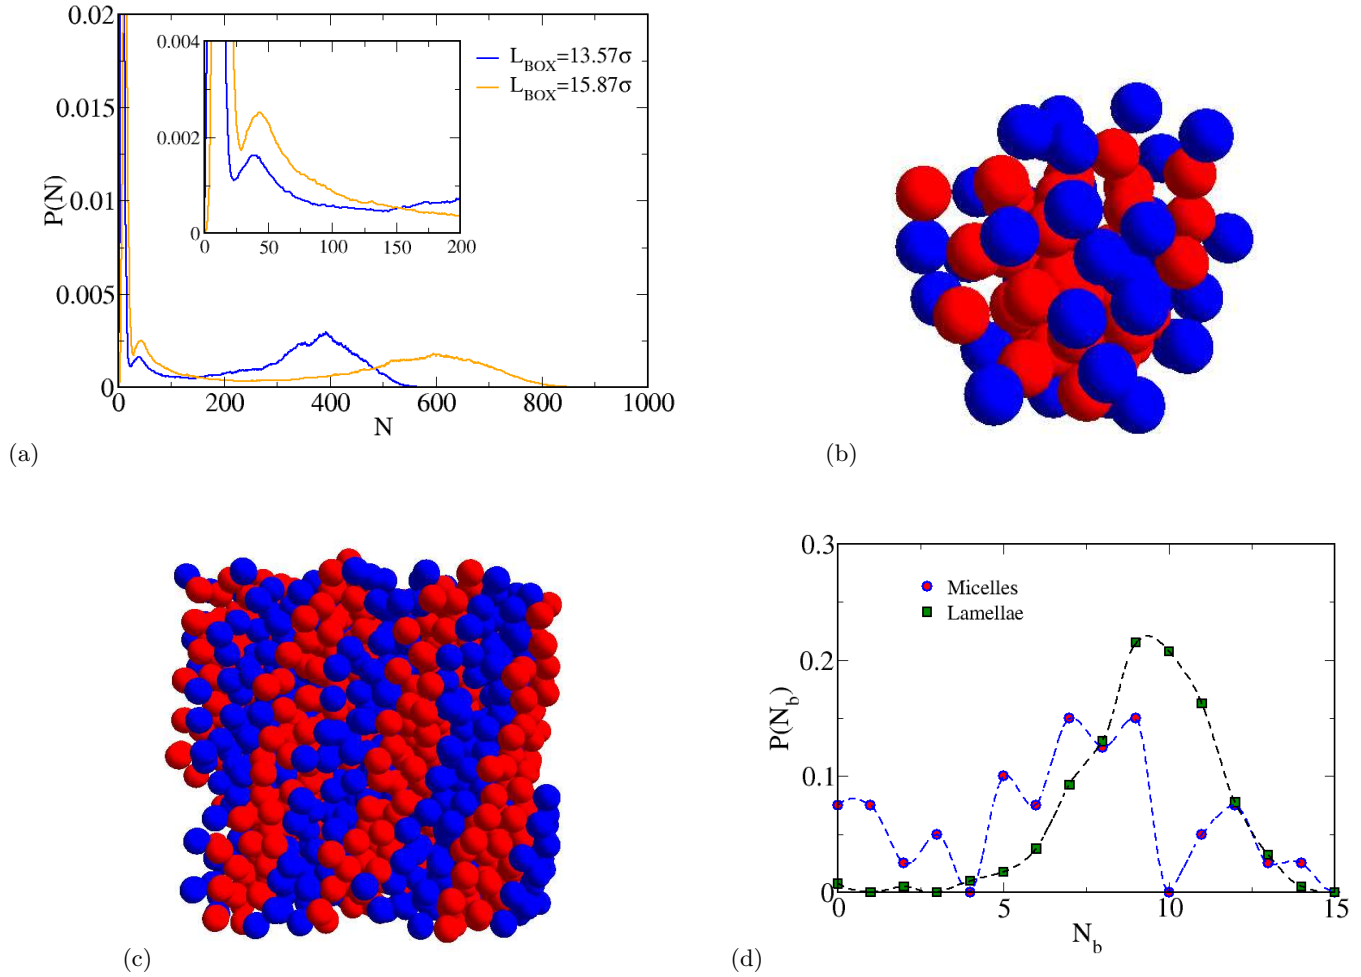 0.02
0.015
0.01
0.005
0
P(N)
0 200 400 600 800 1000
N
0.004
0.002
0
0 50 100 150 200
L_BOX=13.57σ
L_BOX=15.87σ
(a)
(b)
(c)
0.3
0.2
0.1
0
P(N_b)
Micelles
Lamellae
0 5 10 15
N_b
(d)